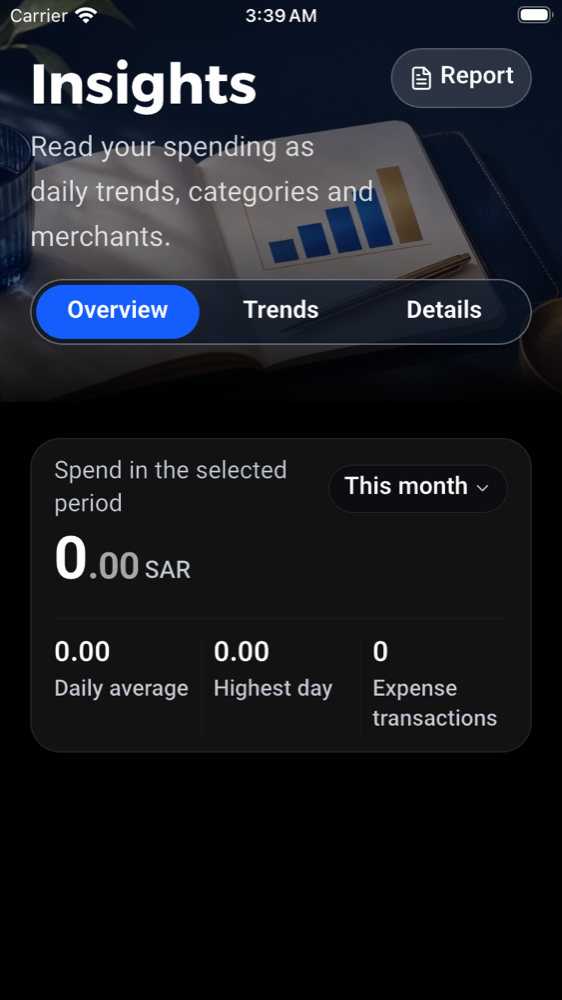 Carrier 3:39 AM
Insights
Report
Read your spending as
daily trends, categories and
merchants.
Overview Trends Details
Spend in the selected
period
This month
0.00 SAR
0.00 0.00 0
Daily average Highest day Expense
transactions